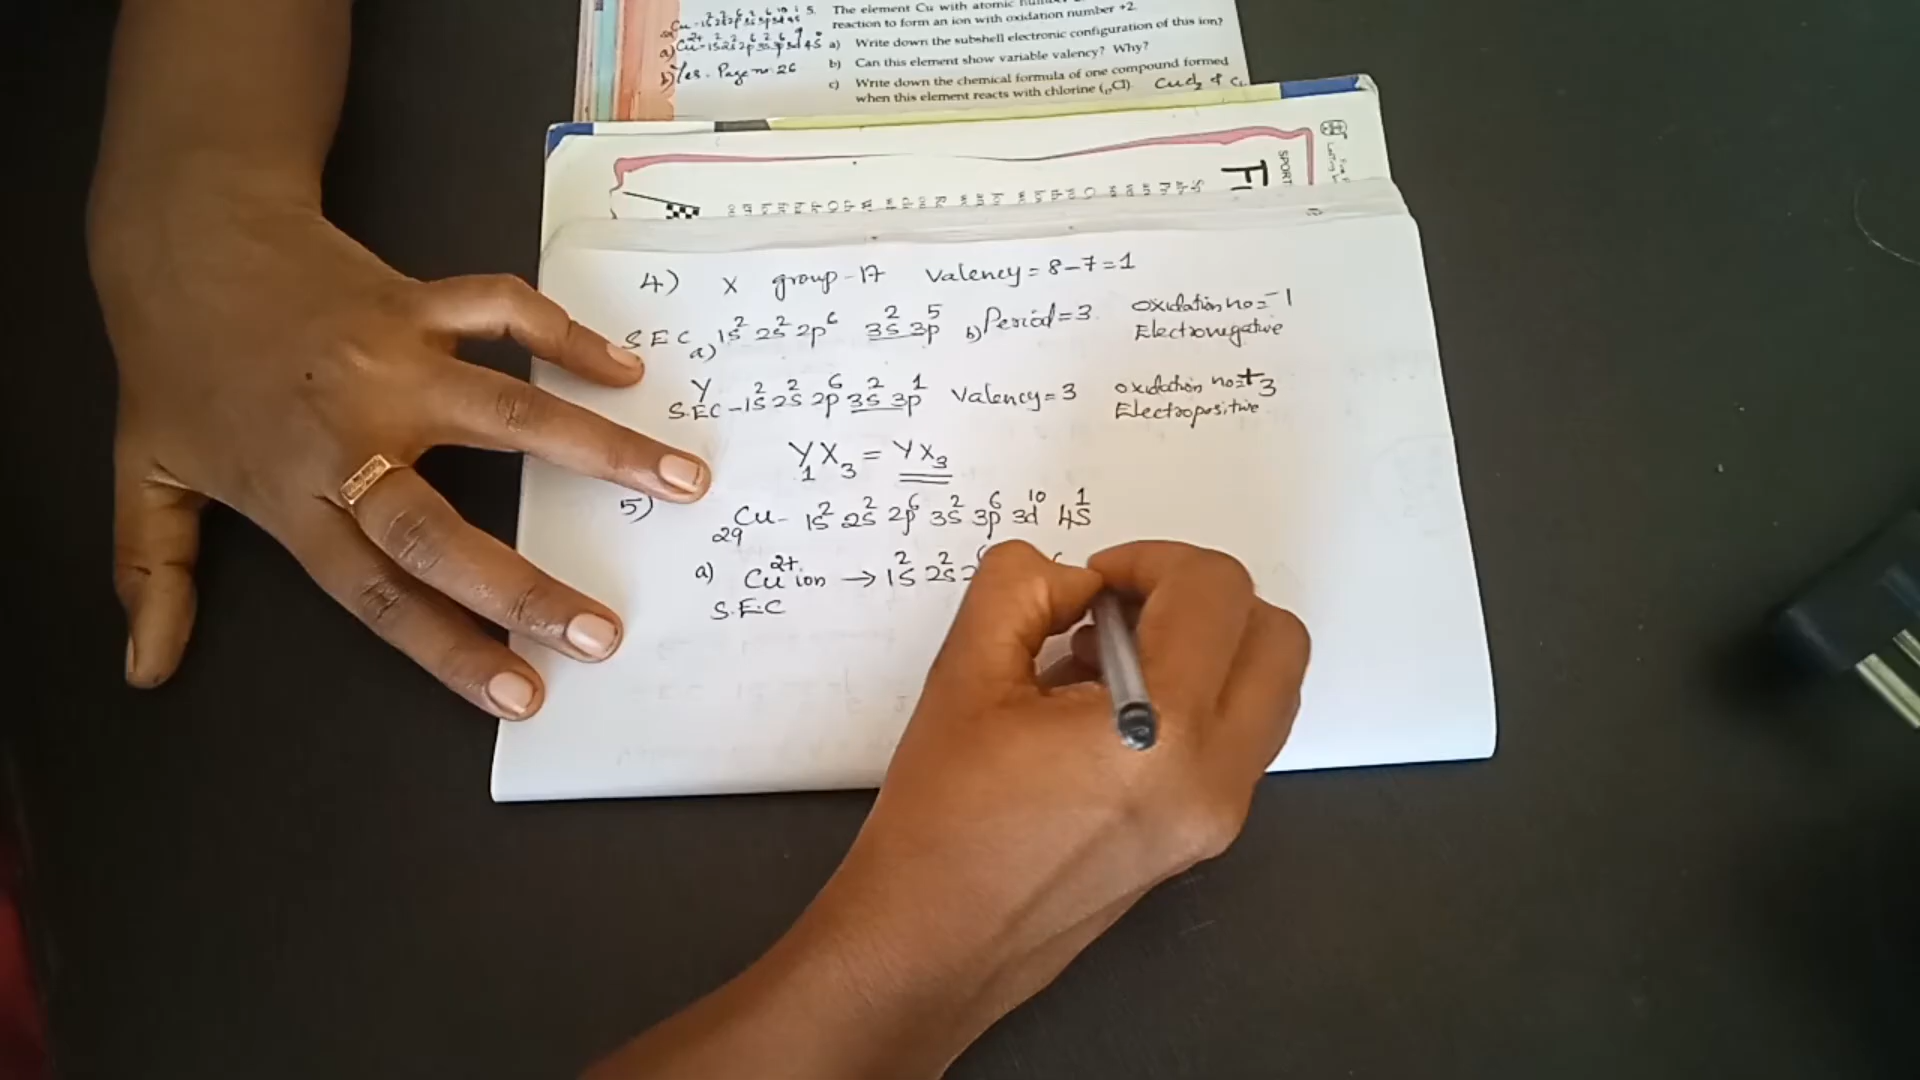 5. The element Cu with atomic
reaction to form an ion with oxidation number +2.
a) Write down the subshell electronic configuration of this ion?
b) Can this element show variable valency? Why?
c) Write down the chemical formula of one compound formed
when this element reacts with chlorine (₁₇Cl) CuCl₂ &
b) Yes. Page no. 26
SPORT
4) X group - 17 Valency = 8 - 7 = 1
SEC a) 1s² 2s² 2p⁶ 3s² 3p⁵ b) Period = 3 oxidation no = -1
Electronegative
Y
S.EC - 1s² 2s² 2p⁶ 3s² 3p¹ Valency = 3 oxidation no = +3
Electropositive
Y₁X₃ = YX₃
5) ₂₉Cu - 1s² 2s² 2p⁶ 3s² 3p⁶ 3d¹⁰ 4s¹
a) Cu²⁺ ion → 1s² 2s²
S.E.C